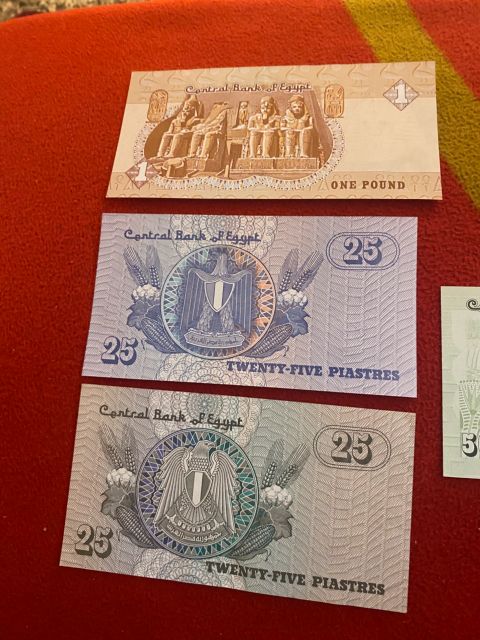 Central Bank of Egypt
1
1
ONE POUND
Central Bank of Egypt
25
25
TWENTY-FIVE PIASTRES
Central Bank of Egypt
25
25
TWENTY-FIVE PIASTRES